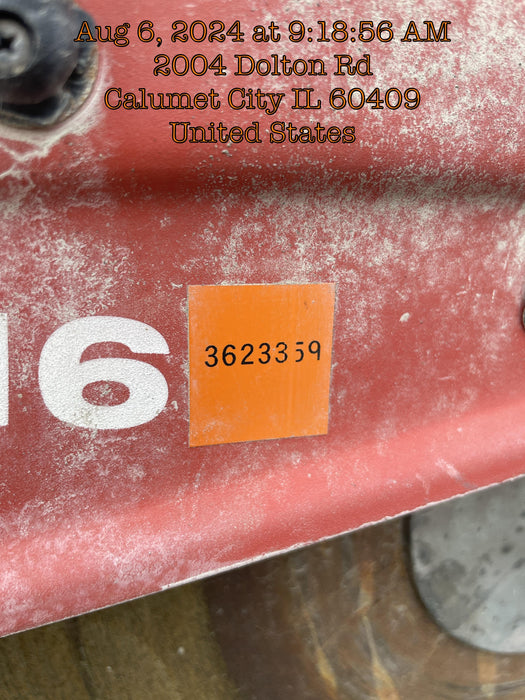 Aug 6, 2024 at 9:18:56 AM
2004 Dolton Rd
Calumet City IL 60409
United States
16
3623359